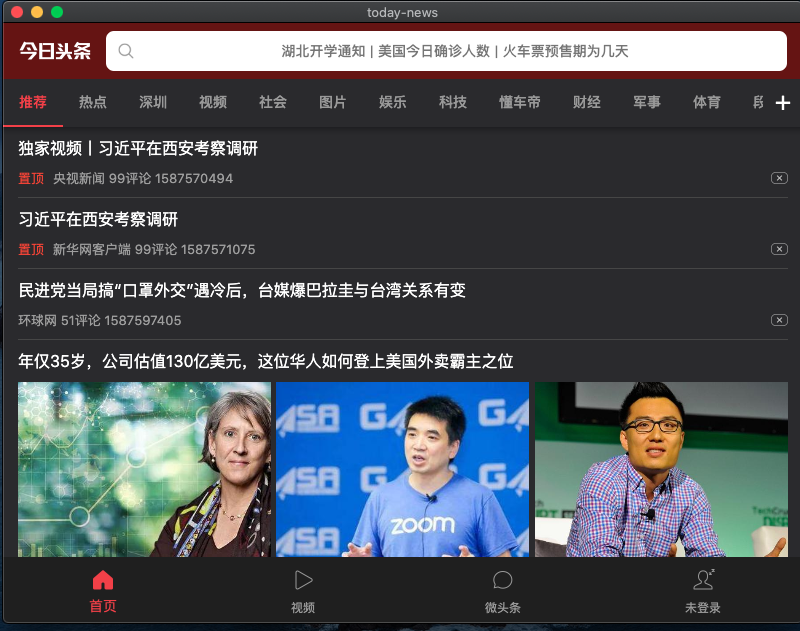 today-news
今日头条
湖北开学通知 | 美国今日确诊人数 | 火车票预售期为几天
推荐 热点 深圳 视频 社会 图片 娱乐 科技 懂车帝 财经 军事 体育
独家视频丨习近平在西安考察调研
置顶 央视新闻 99评论 1587570494
习近平在西安考察调研
置顶 新华网客户端 99评论 1587571075
民进党当局搞“口罩外交”遇冷后，台媒爆巴拉圭与台湾关系有变
环球网 51评论 1587597405
年仅35岁，公司估值130亿美元，这位华人如何登上美国外卖霸主之位
ASA GA G
ASA G
ASA G
zoom
TechCru
DISR
首页 视频 微头条 未登录